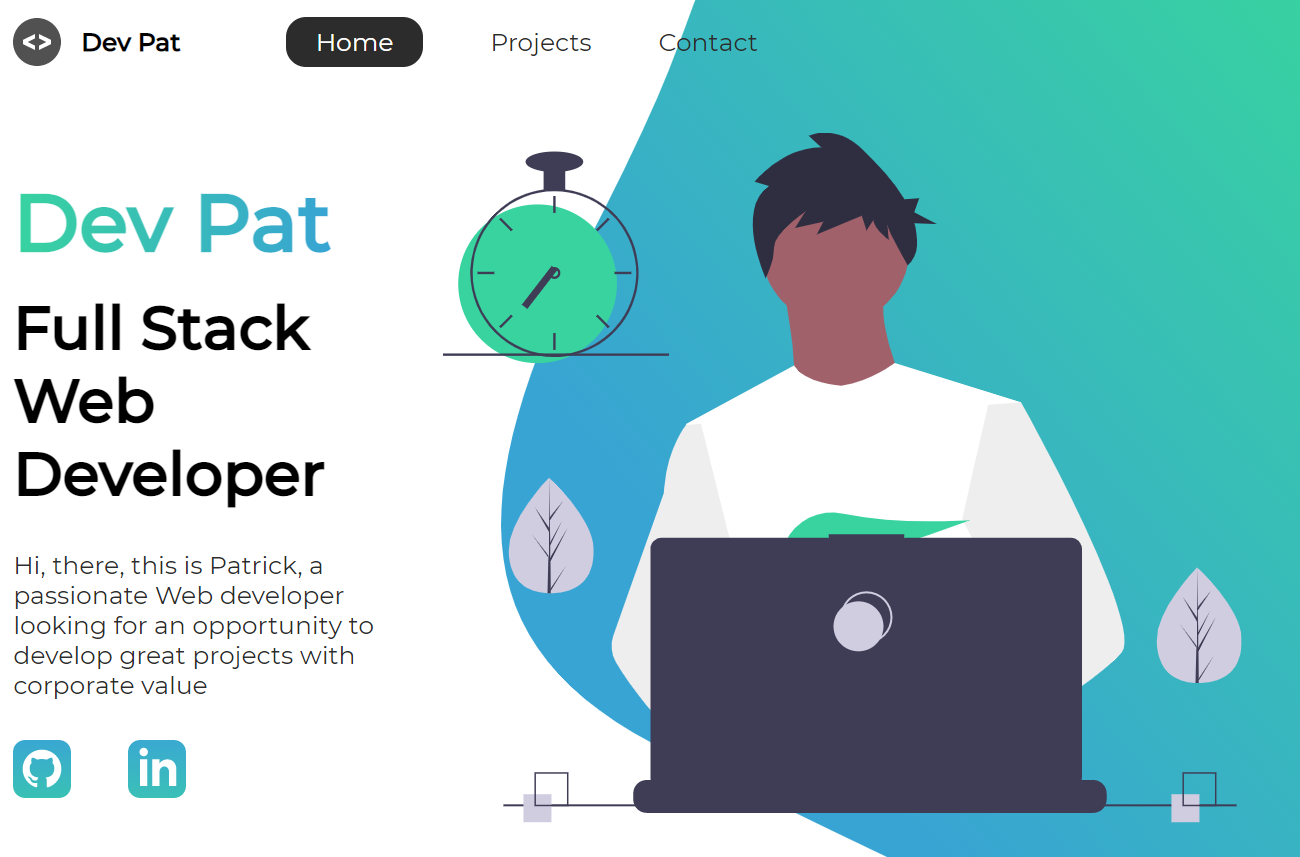 <> Dev Pat Home Projects Contact
Dev Pat
Full Stack
Web
Developer
Hi, there, this is Patrick, a
passionate Web developer
looking for an opportunity to
develop great projects with
corporate value
in